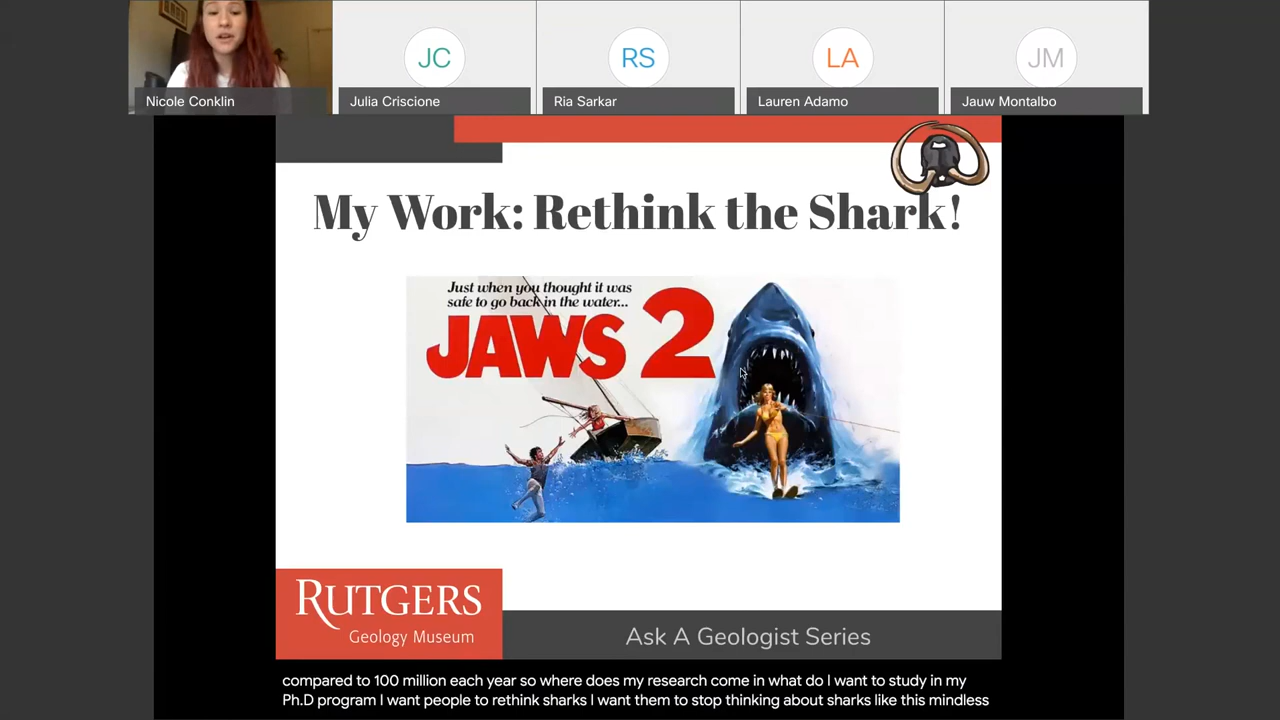 JC
RS
LA
JM
Nicole Conklin
Julia Criscione
Ria Sarkar
Lauren Adamo
Jauw Montalbo
My Work: Rethink the Shark!
Just when you thought it was
safe to go back in the water...
JAWS 2
RUTGERS
Geology Museum
Ask A Geologist Series
compared to 100 million each year so where does my research come in what do I want to study in my
Ph.D program I want people to rethink sharks I want them to stop thinking about sharks like this mindless